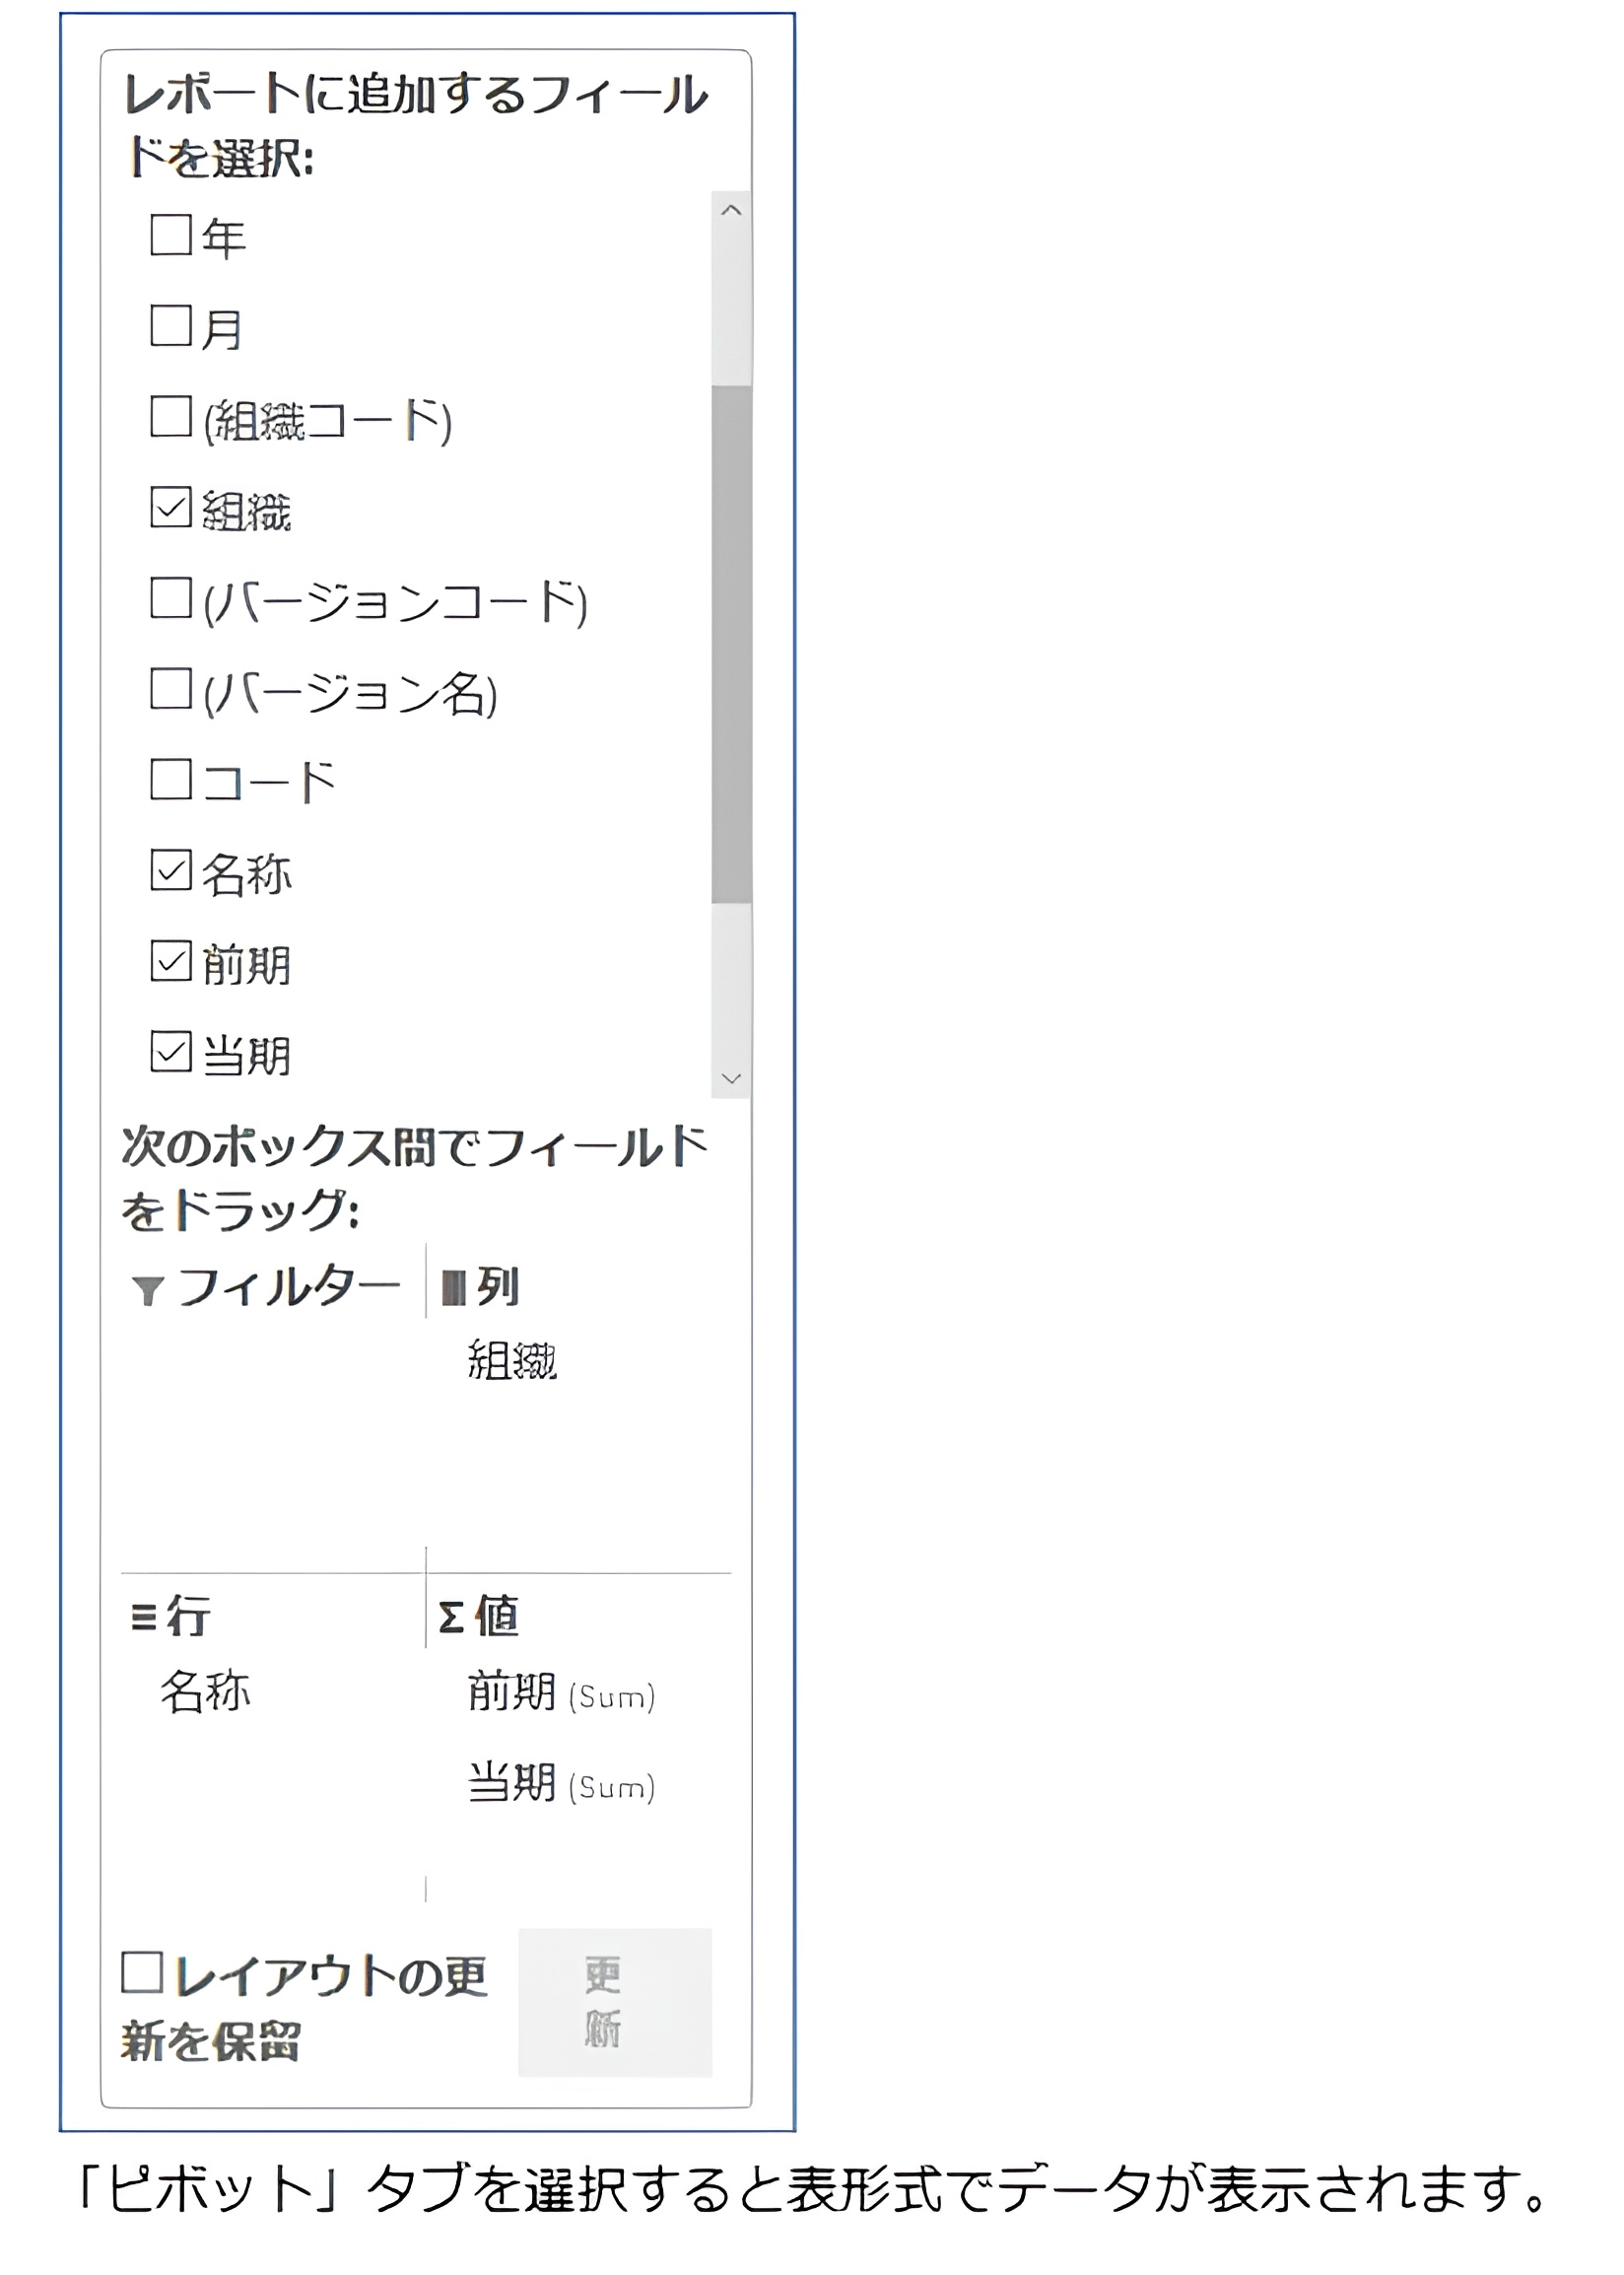 レポートに追加するフィール
ドを選択:
年
月
(組織コード)
組織
(バージョンコード)
(バージョン名)
コード
名称
前期
当期
次のボックス間でフィールド
をドラッグ:
フィルター
列
組織
行
Σ 値
名称
前期 (Sum)
当期 (Sum)
レイアウトの更
新を保留
更
新
「ピボット」タブを選択すると表形式でデータが表示されます。